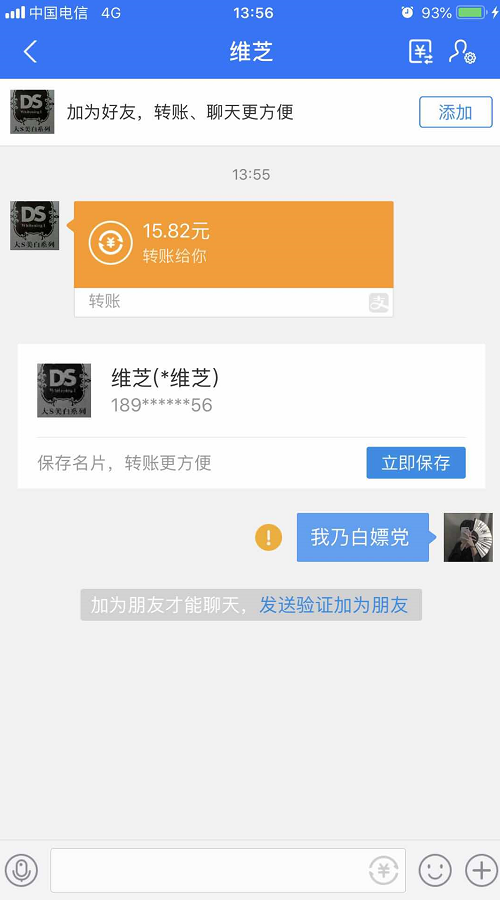 中国电信 4G 13:56 93%
维芝
DS
大S美白系列
加为好友，转账、聊天更方便
添加
13:55
DS
大S美白系列
15.82元
转账给你
转账
支
DS
大S美白系列
维芝(*维芝)
189******56
保存名片，转账更方便
立即保存
我乃白嫖党
加为朋友才能聊天，发送验证加为朋友